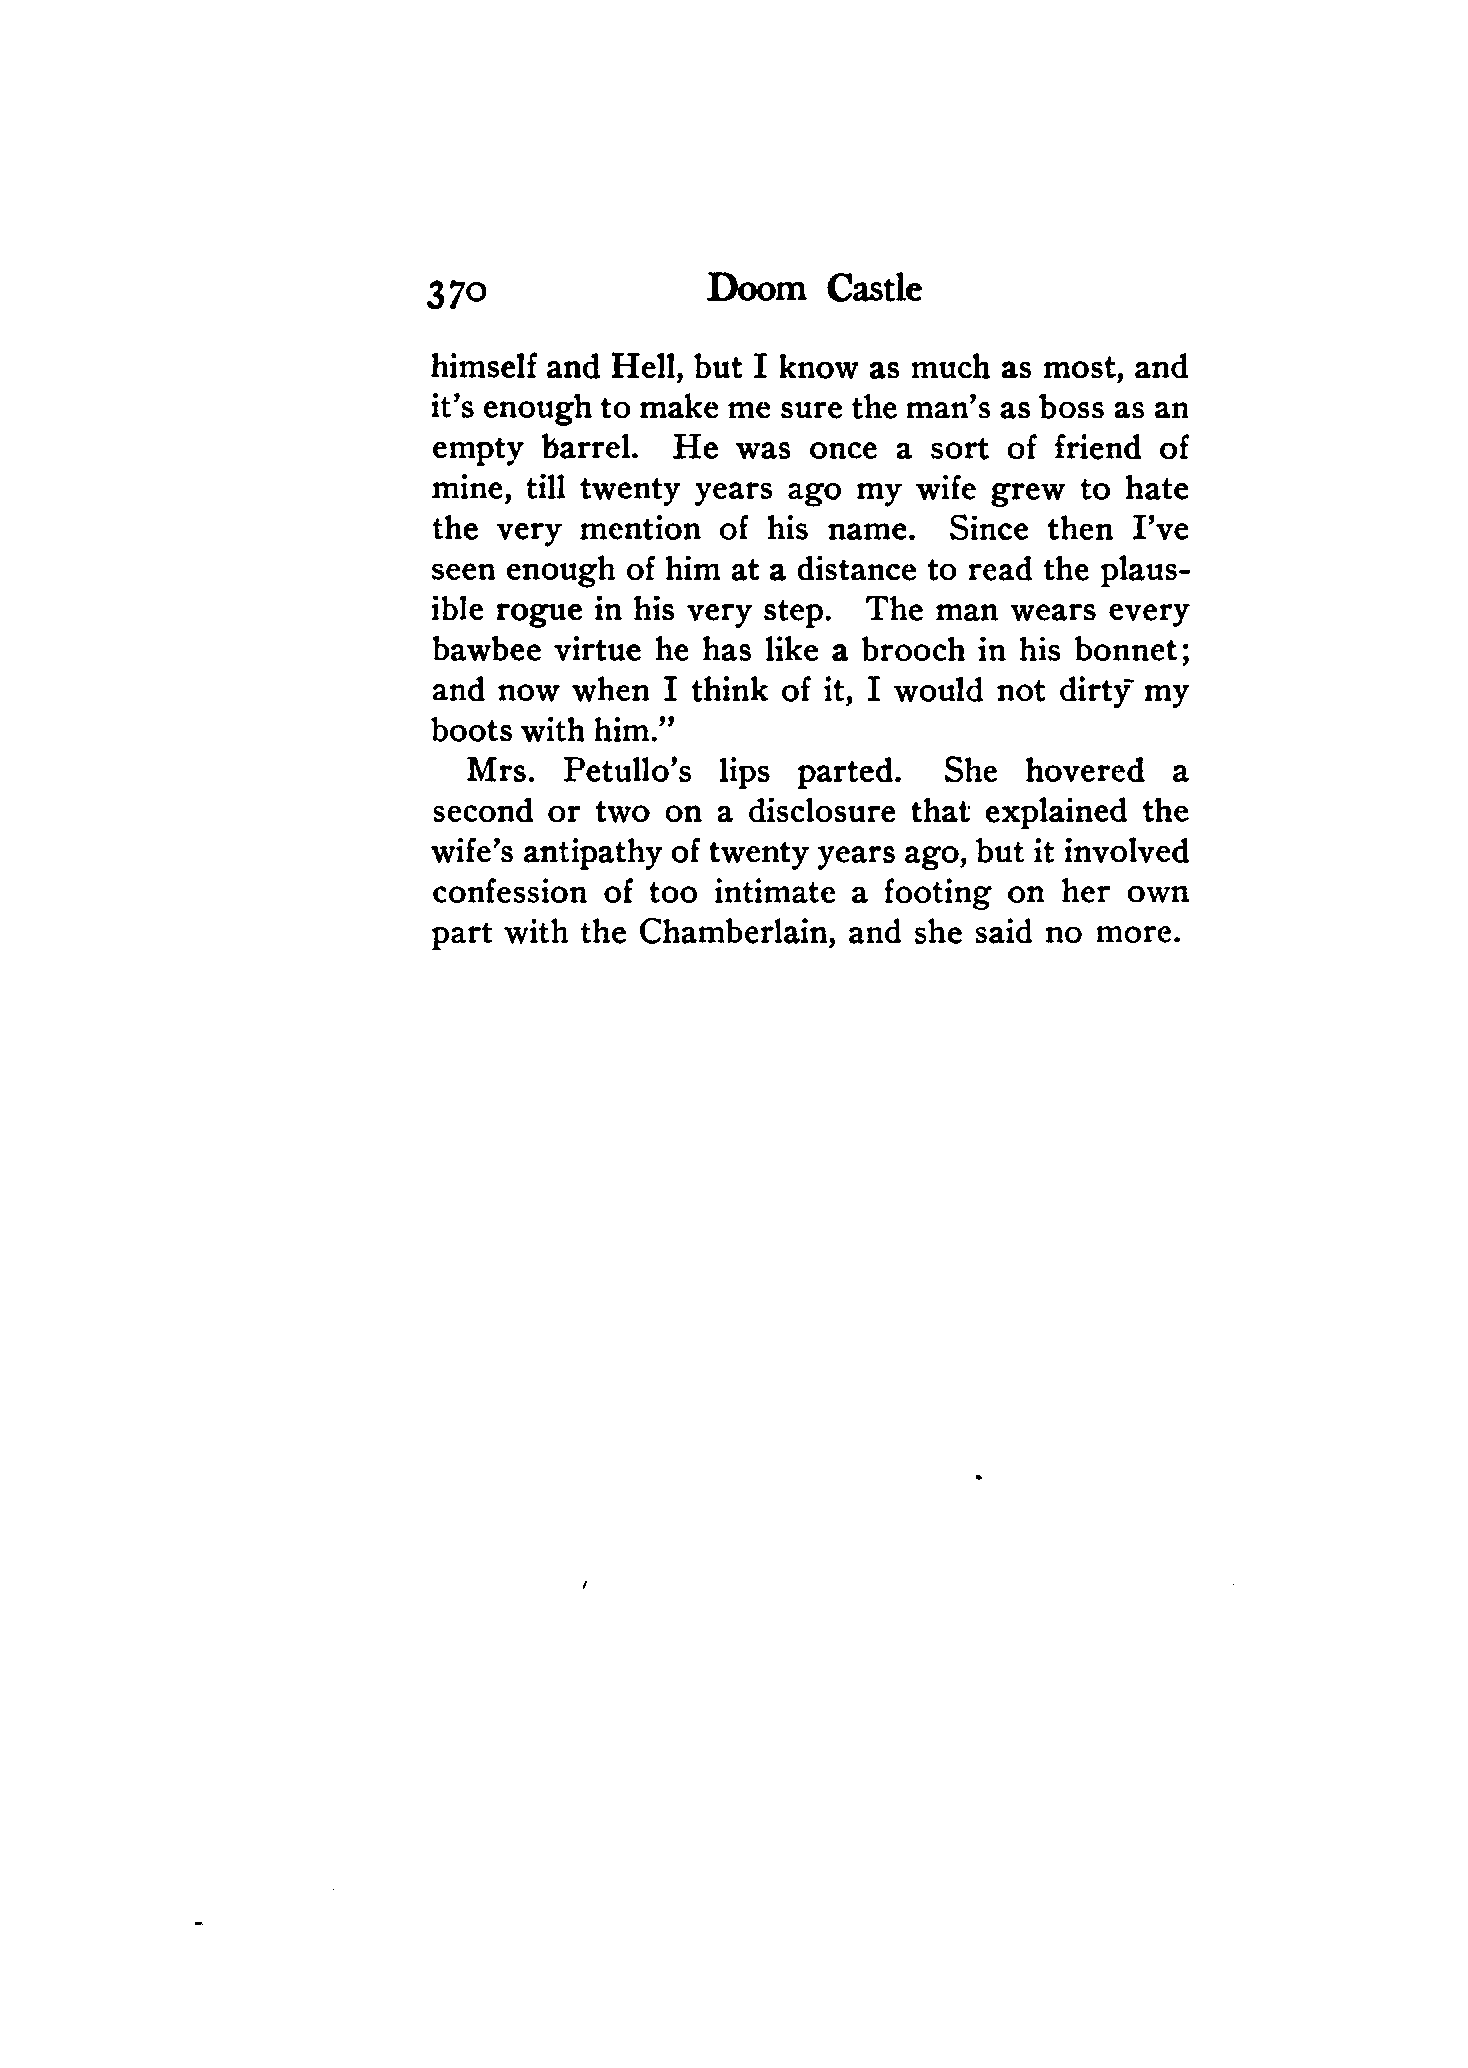 370 Doom Castle
himself and Hell, but I know as much as most, and
it's enough to make me sure the man's as boss as an
empty barrel. He was once a sort of friend of
mine, till twenty years ago my wife grew to hate
the very mention of his name. Since then I've
seen enough of him at a distance to read the plaus-
ible rogue in his very step. The man wears every
bawbee virtue he has like a brooch in his bonnet;
and now when I think of it, I would not dirty my
boots with him."
Mrs. Petullo's lips parted. She hovered a
second or two on a disclosure that explained the
wife's antipathy of twenty years ago, but it involved
confession of too intimate a footing on her own
part with the Chamberlain, and she said no more.